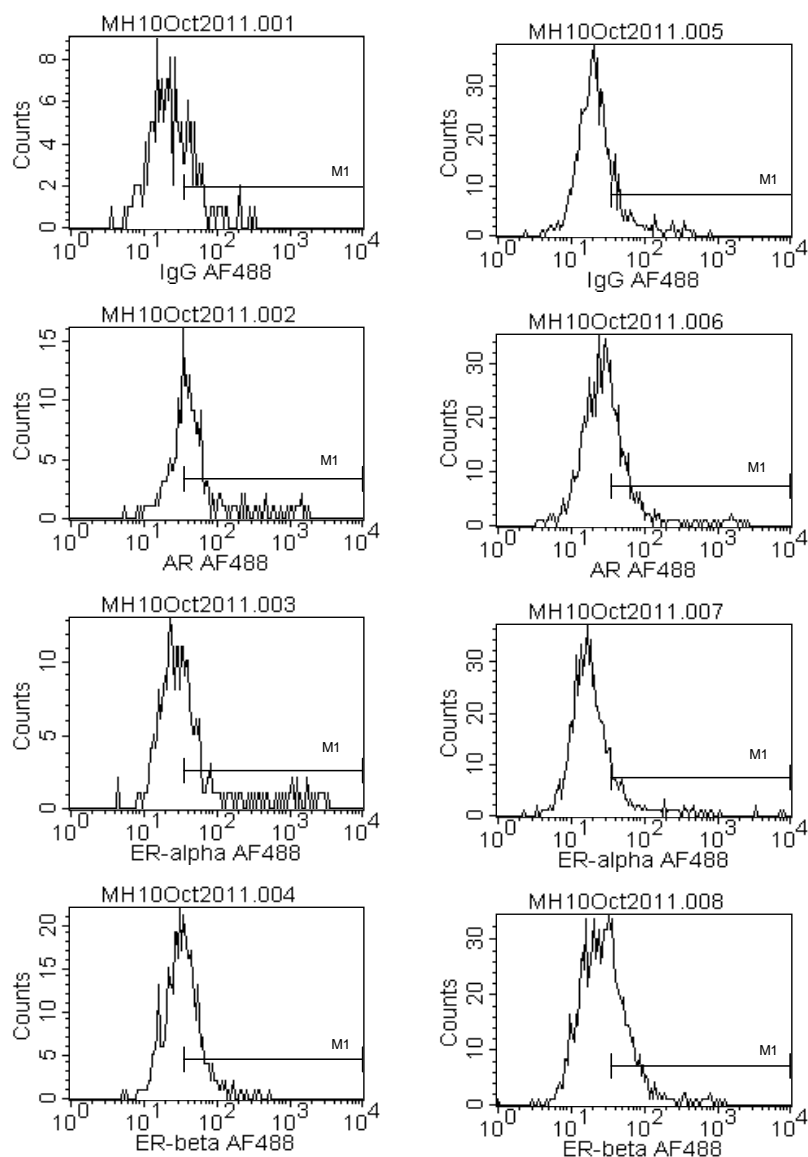 MH10Oct2011.001
8
6
4
2
0
Counts
M1
10^0 10^1 10^2 10^3 10^4
IgG AF488
MH10Oct2011.005
30
20
10
0
Counts
M1
10^0 10^1 10^2 10^3 10^4
IgG AF488
MH10Oct2011.002
15
10
5
0
Counts
M1
10^0 10^1 10^2 10^3 10^4
AR AF488
MH10Oct2011.006
30
20
10
0
Counts
M1
10^0 10^1 10^2 10^3 10^4
AR AF488
MH10Oct2011.003
10
5
0
Counts
M1
10^0 10^1 10^2 10^3 10^4
ER-alpha AF488
MH10Oct2011.007
30
20
10
0
Counts
M1
10^0 10^1 10^2 10^3 10^4
ER-alpha AF488
MH10Oct2011.004
20
15
10
5
0
Counts
M1
10^0 10^1 10^2 10^3 10^4
ER-beta AF488
MH10Oct2011.008
30
20
10
0
Counts
M1
10^0 10^1 10^2 10^3 10^4
ER-beta AF488